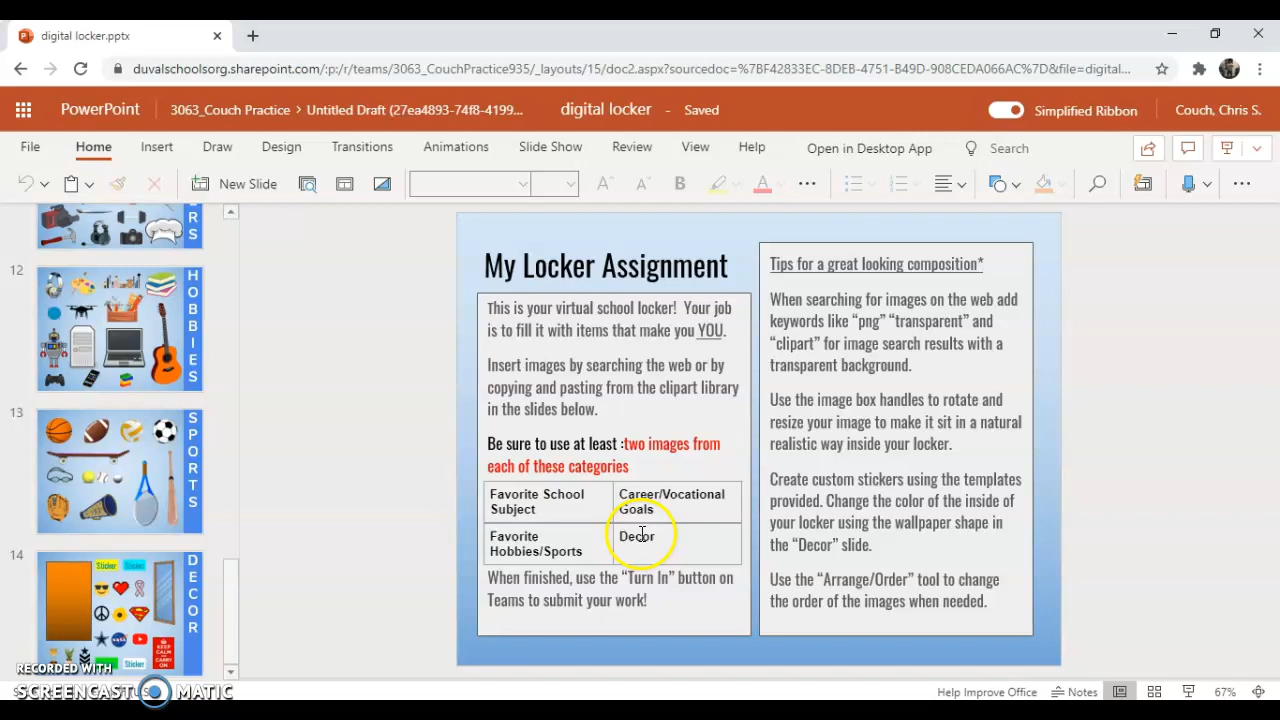 digital locker.pptx
duvalschoolsorg.sharepoint.com/:p:/r/teams/3063_CouchPractice935/_layouts/15/doc2.aspx?sourcedoc=%7BF42833EC-8DEB-4751-B49D-908CEDA066AC%7D&file=digital...
PowerPoint 3063_Couch Practice > Untitled Draft (27ea4893-74f8-4199... digital locker - Saved Simplified Ribbon Couch, Chris S.
File Home Insert Draw Design Transitions Animations Slide Show Review View Help Open in Desktop App Search
New Slide
RS
12
HOBBIES
13
SPORTS
14
Sticker
DECOR
KEEP CALM AND CARRY ON
Sticker
My Locker Assignment
This is your virtual school locker! Your job
is to fill it with items that make you YOU.
Insert images by searching the web or by
copying and pasting from the clipart library
in the slides below.
Be sure to use at least :two images from
each of these categories
Favorite School
Subject
Career/Vocational
Goals
Favorite
Hobbies/Sports
Decor
When finished, use the “Turn In” button on
Teams to submit your work!
Tips for a great looking composition*
When searching for images on the web add
keywords like “png” “transparent” and
“clipart” for image search results with a
transparent background.
Use the image box handles to rotate and
resize your image to make it sit in a natural
realistic way inside your locker.
Create custom stickers using the templates
provided. Change the color of the inside of
your locker using the wallpaper shape in
the “Decor” slide.
Use the “Arrange/Order” tool to change
the order of the images when needed.
RECORDED WITH
SCREENCAST MATIC
Help Improve Office Notes 67%